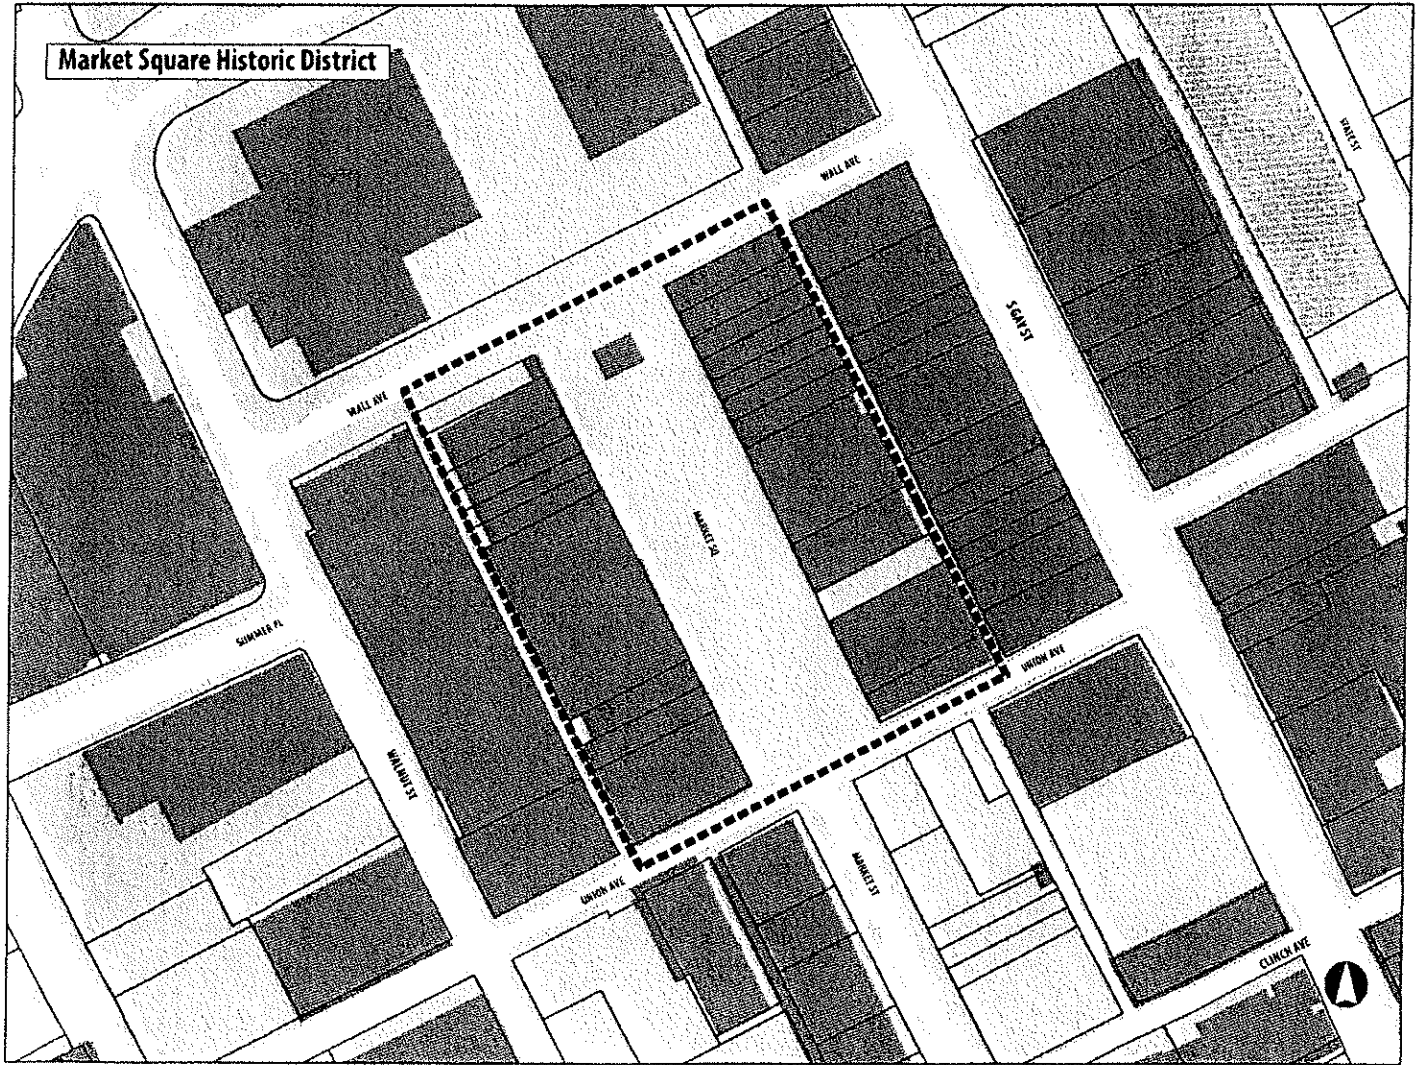 Market Square Historic District
STATE ST
WALL AVE
S GAY ST
WALL AVE
MARKET SQ
SUMMER PL
UNION AVE
WALNUT ST
MARKET ST
UNION AVE
CLINCH AVE